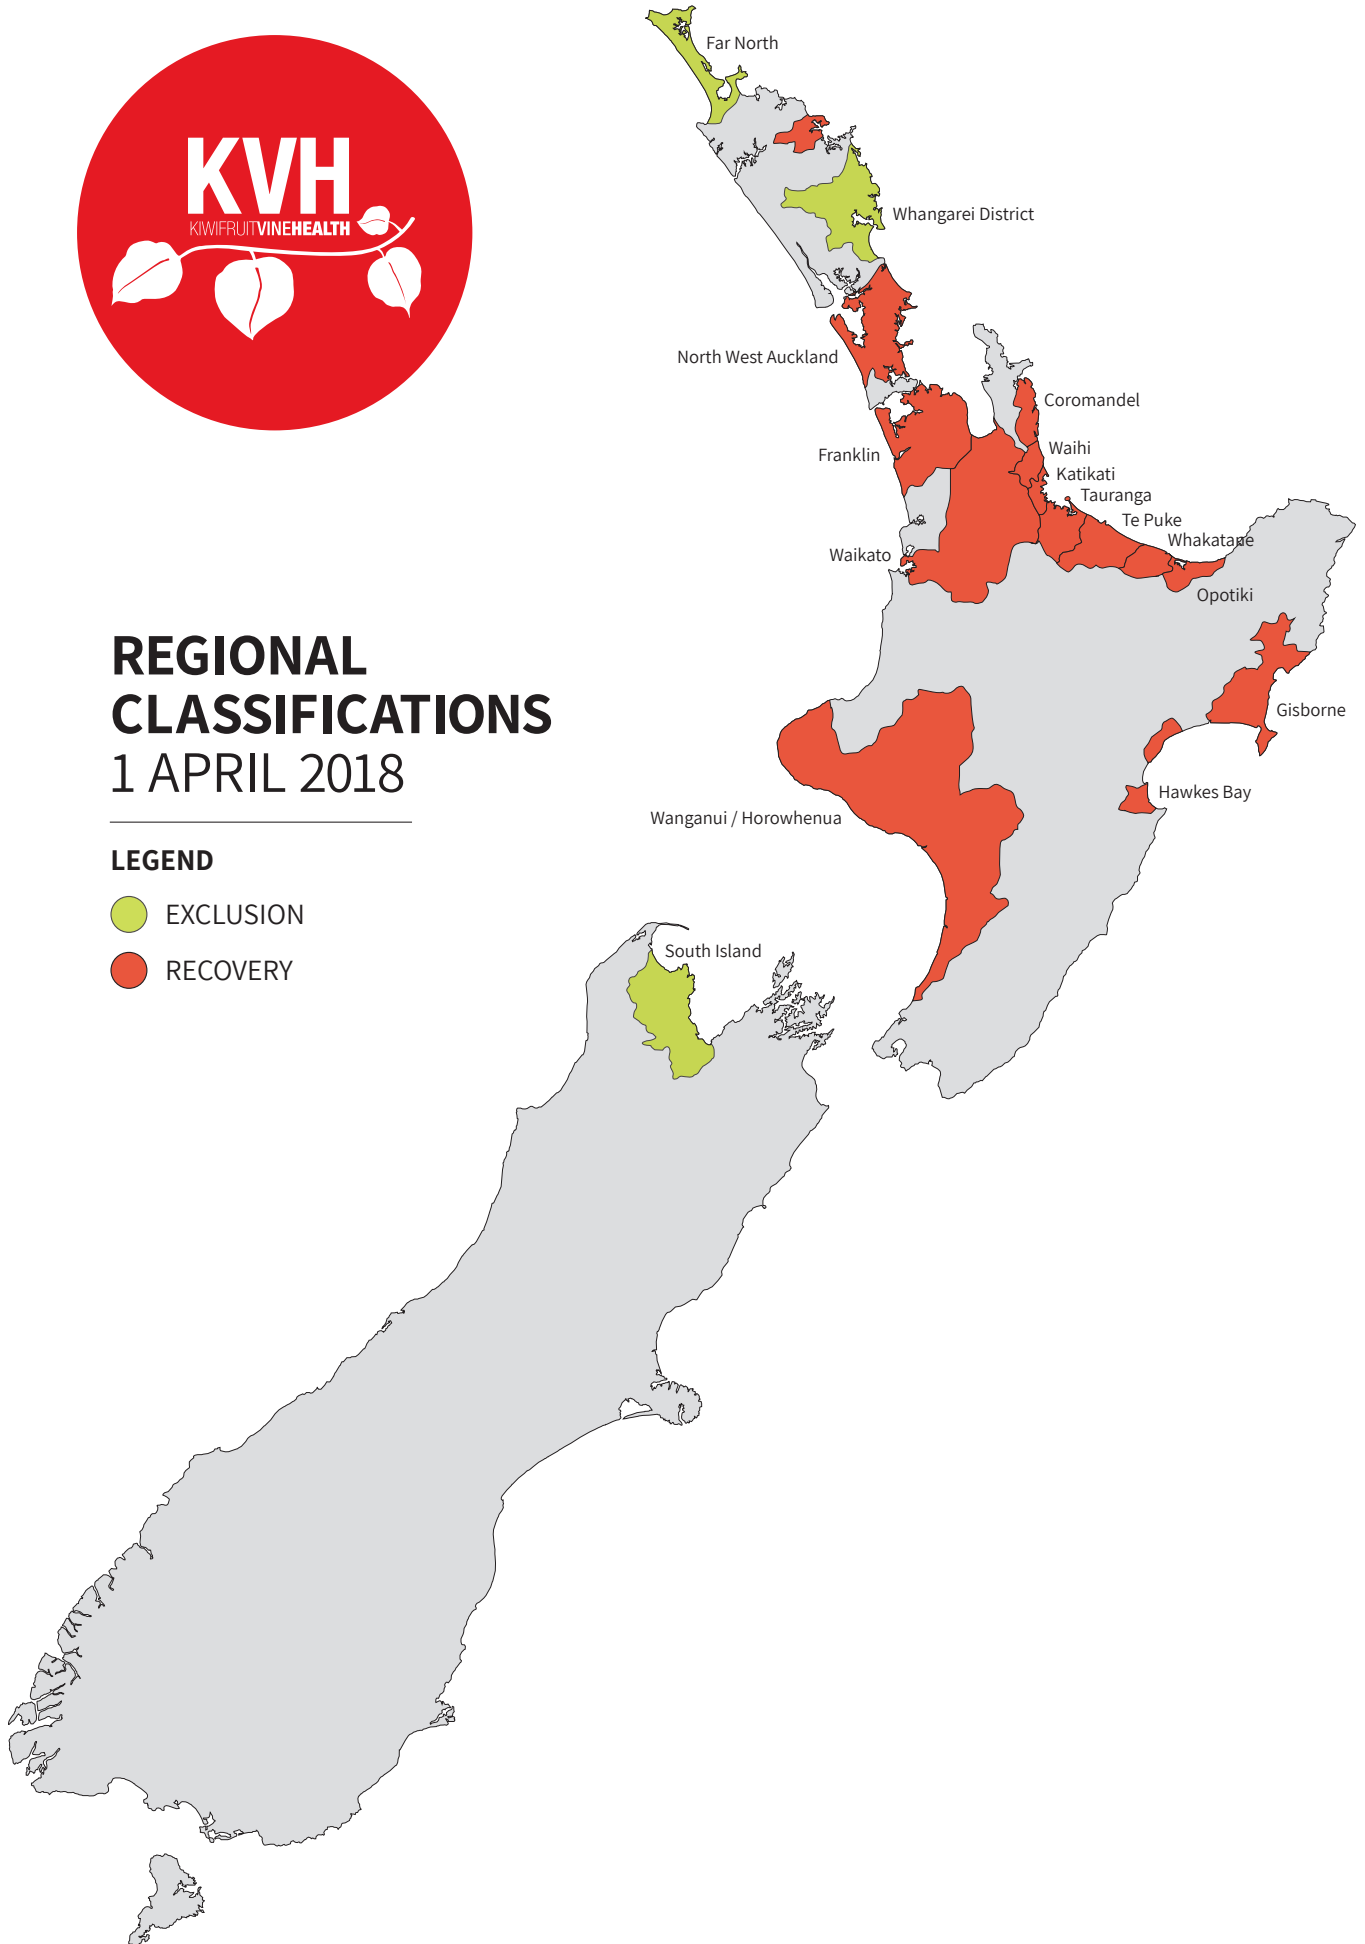 KVH
KIWIFRUITVINEHEALTH
REGIONAL
CLASSIFICATIONS
1 APRIL 2018
LEGEND
EXCLUSION
RECOVERY
Far North
Whangarei District
North West Auckland
Coromandel
Franklin
Waihi
Katikati
Tauranga
Te Puke
Whakatane
Waikato
Opotiki
Gisborne
Hawkes Bay
Wanganui / Horowhenua
South Island